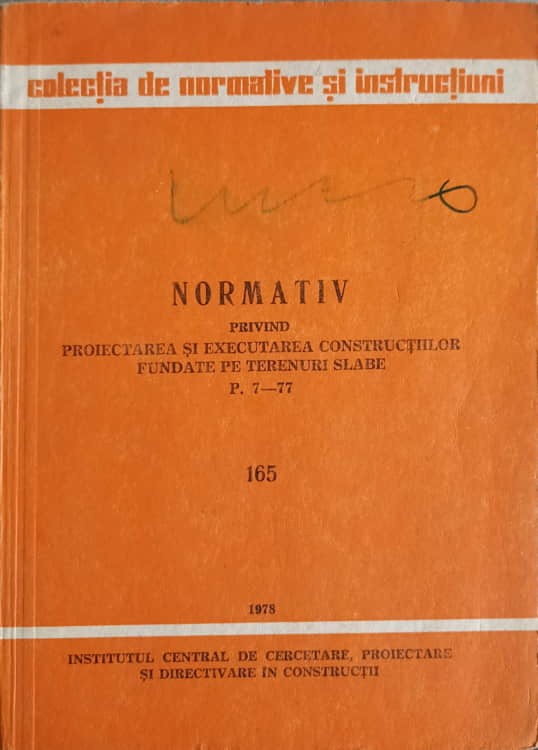 colecția de normative și instrucțiuni
NORMATIV
PRIVIND
PROIECTAREA ȘI EXECUTAREA CONSTRUCȚIILOR
FUNDATE PE TERENURI SLABE
P. 7—77
165
1978
INSTITUTUL CENTRAL DE CERCETARE, PROIECTARE
ȘI DIRECTIVARE IN CONSTRUCȚII